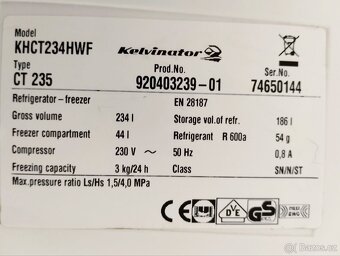 Model
KHCT234HWF
Kelvinator
Type
CT 235
Prod.No.
920403239-01
Ser.No.
74650144
Refrigerator-freezer
EN 28187
Gross volume 234 l Storage vol.of refr. 186 l
Freezer compartment 44 l Refrigerant R 600a 54 g
Compressor 230 V ~ 50 Hz 0,8 A
Freezing capacity 3 kg/24 h Class SN/N/ST
Max.pressure ratio Ls/Hs 1,5/4,0 MPa
CE DVE GS